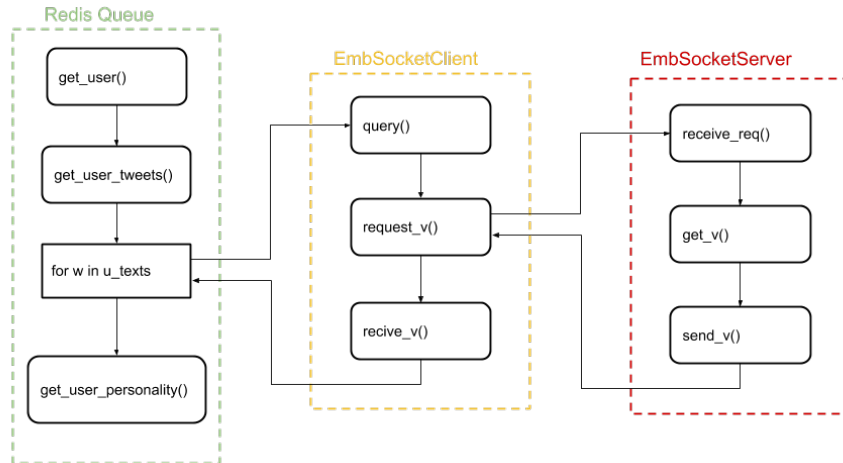 Redis Queue
get_user()
get_user_tweets()
for w in u_texts
get_user_personality()
EmbSocketClient
query()
request_v()
recive_v()
EmbSocketServer
receive_req()
get_v()
send_v()